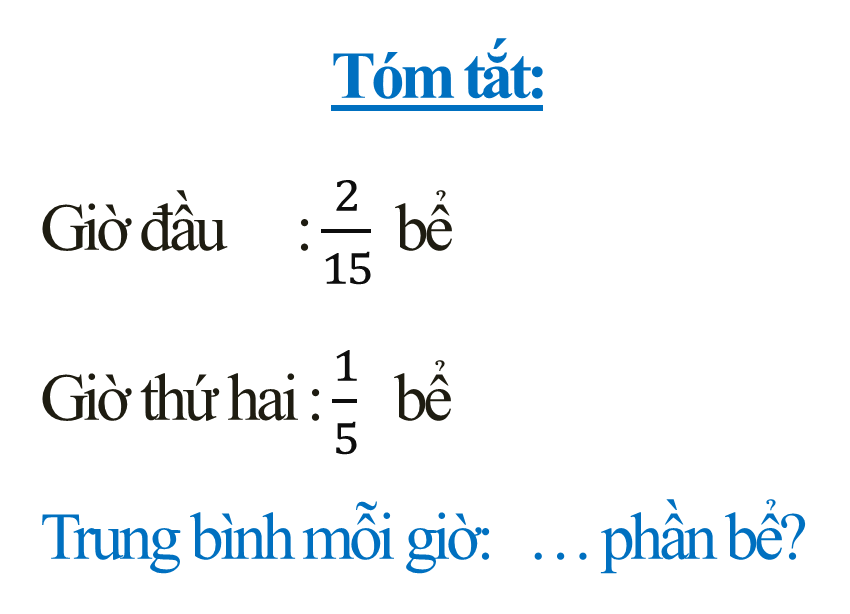 Tóm tắt:
Giờ đầu : 2/15 bể
Giờ thứ hai : 1/5 bể
Trung bình mỗi giờ: ... phần bể?